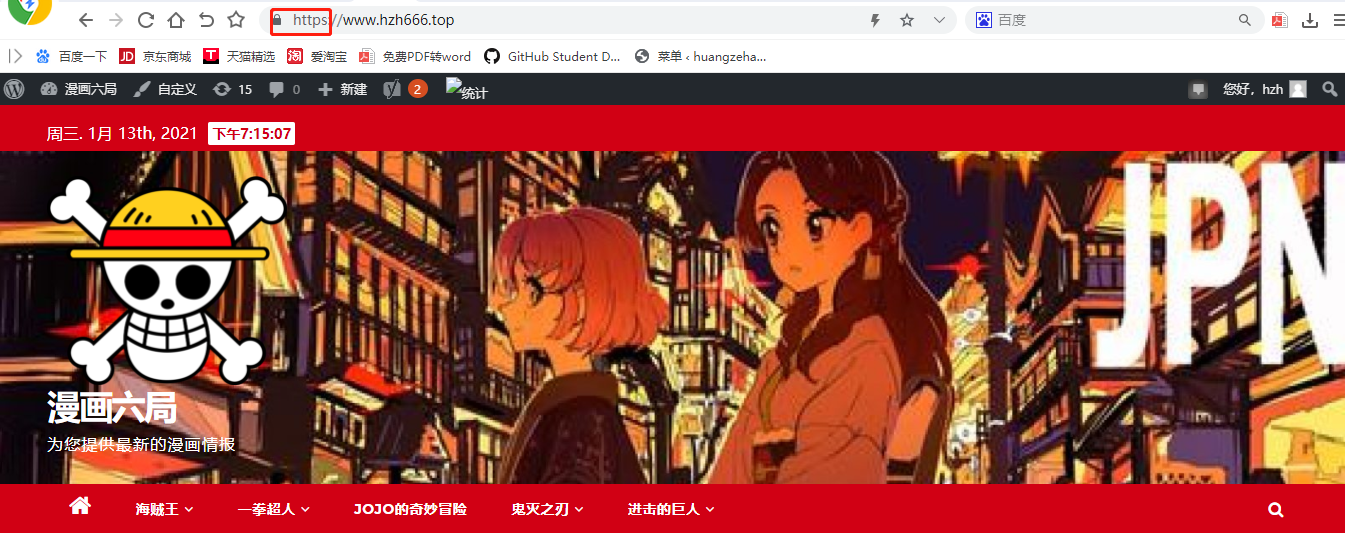 https://www.hzh666.top
百度
百度一下 京东商城 天猫精选 爱淘宝 免费PDF转word GitHub Student D... 菜单 ‹ huangzeha...
漫画六局 自定义 15 0 新建 2 统计 您好，hzh
周三. 1月 13th, 2021 下午7:15:07
JPN
漫画六局
为您提供最新的漫画情报
海贼王 一拳超人 JOJO的奇妙冒险 鬼灭之刃 进击的巨人